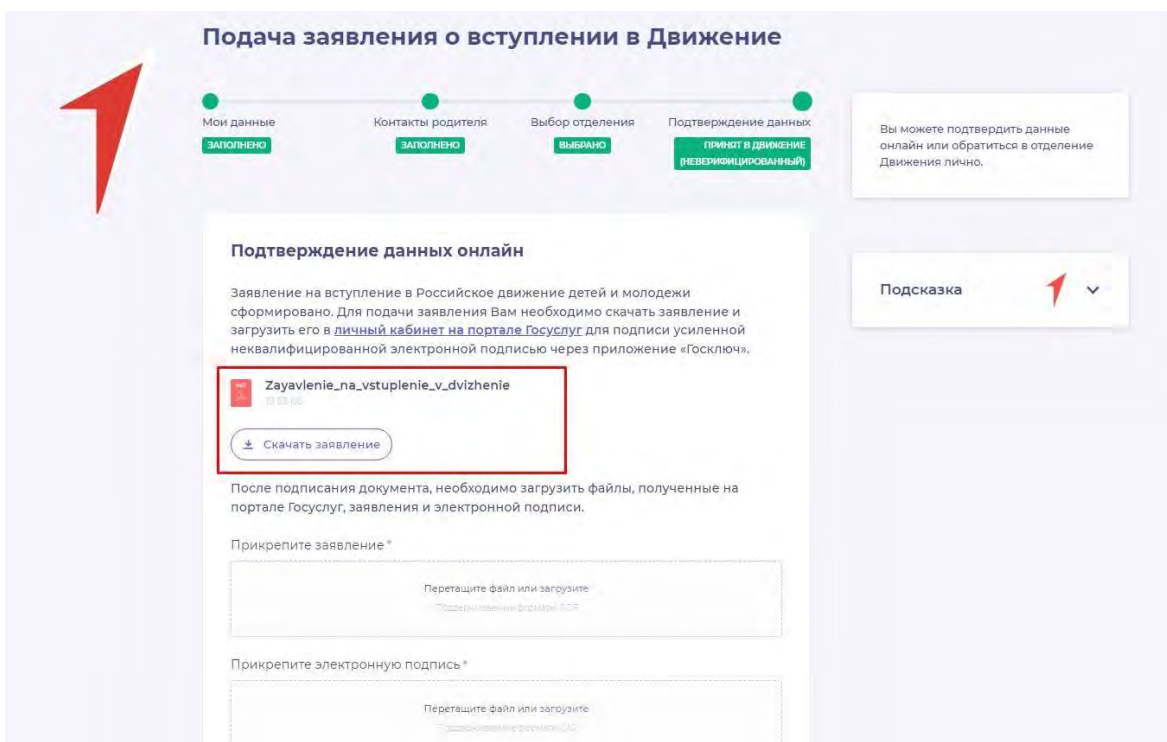 Подача заявления о вступлении в Движение
Мои данные
ЗАПОЛНЕНО
Контакты родителя
ЗАПОЛНЕНО
Выбор отделения
ВЫБРАНО
Подтверждение данных
ПРИНЯТ В ДВИЖЕНИЕ
(НЕВЕРИФИЦИРОВАННЫЙ)
Вы можете подтвердить данные
онлайн или обратиться в отделение
Движения лично.
Подсказка
Подтверждение данных онлайн
Заявление на вступление в Российское движение детей и молодежи
сформировано. Для подачи заявления Вам необходимо скачать заявление и
загрузить его в личный кабинет на портале Госуслуг для подписи усиленной
неквалифицированной электронной подписью через приложение «Госключ».
Zayavlenie_na_vstuplenie_v_dvizhenie
Скачать заявление
После подписания документа, необходимо загрузить файлы, полученные на
портале Госуслуг, заявления и электронной подписи.
Прикрепите заявление *
Перетащите файл или загрузите
Прикрепите электронную подпись *
Перетащите файл или загрузите